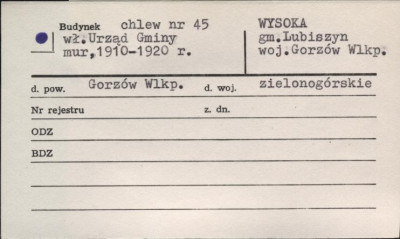 Budynek chlew nr 45
wł.Urząd Gminy
mur,1910-1920 r.
WYSOKA
gm.Lubiszyn
woj.Gorzów Wlkp.
d. pow. Gorzów Wlkp. d. woj. zielonogórskie
Nr rejestru z. dn.
ODZ
BDZ